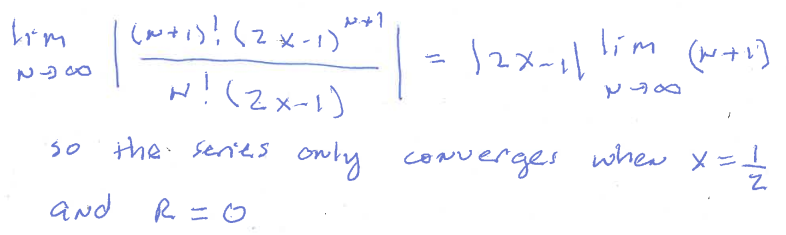 lim N→∞ | (N+1)! (2x-1)^{N+1} / N! (2x-1) | = |2x-1| lim N→∞ (N+1)
so the series only converges when x = 1/2
and R = 0